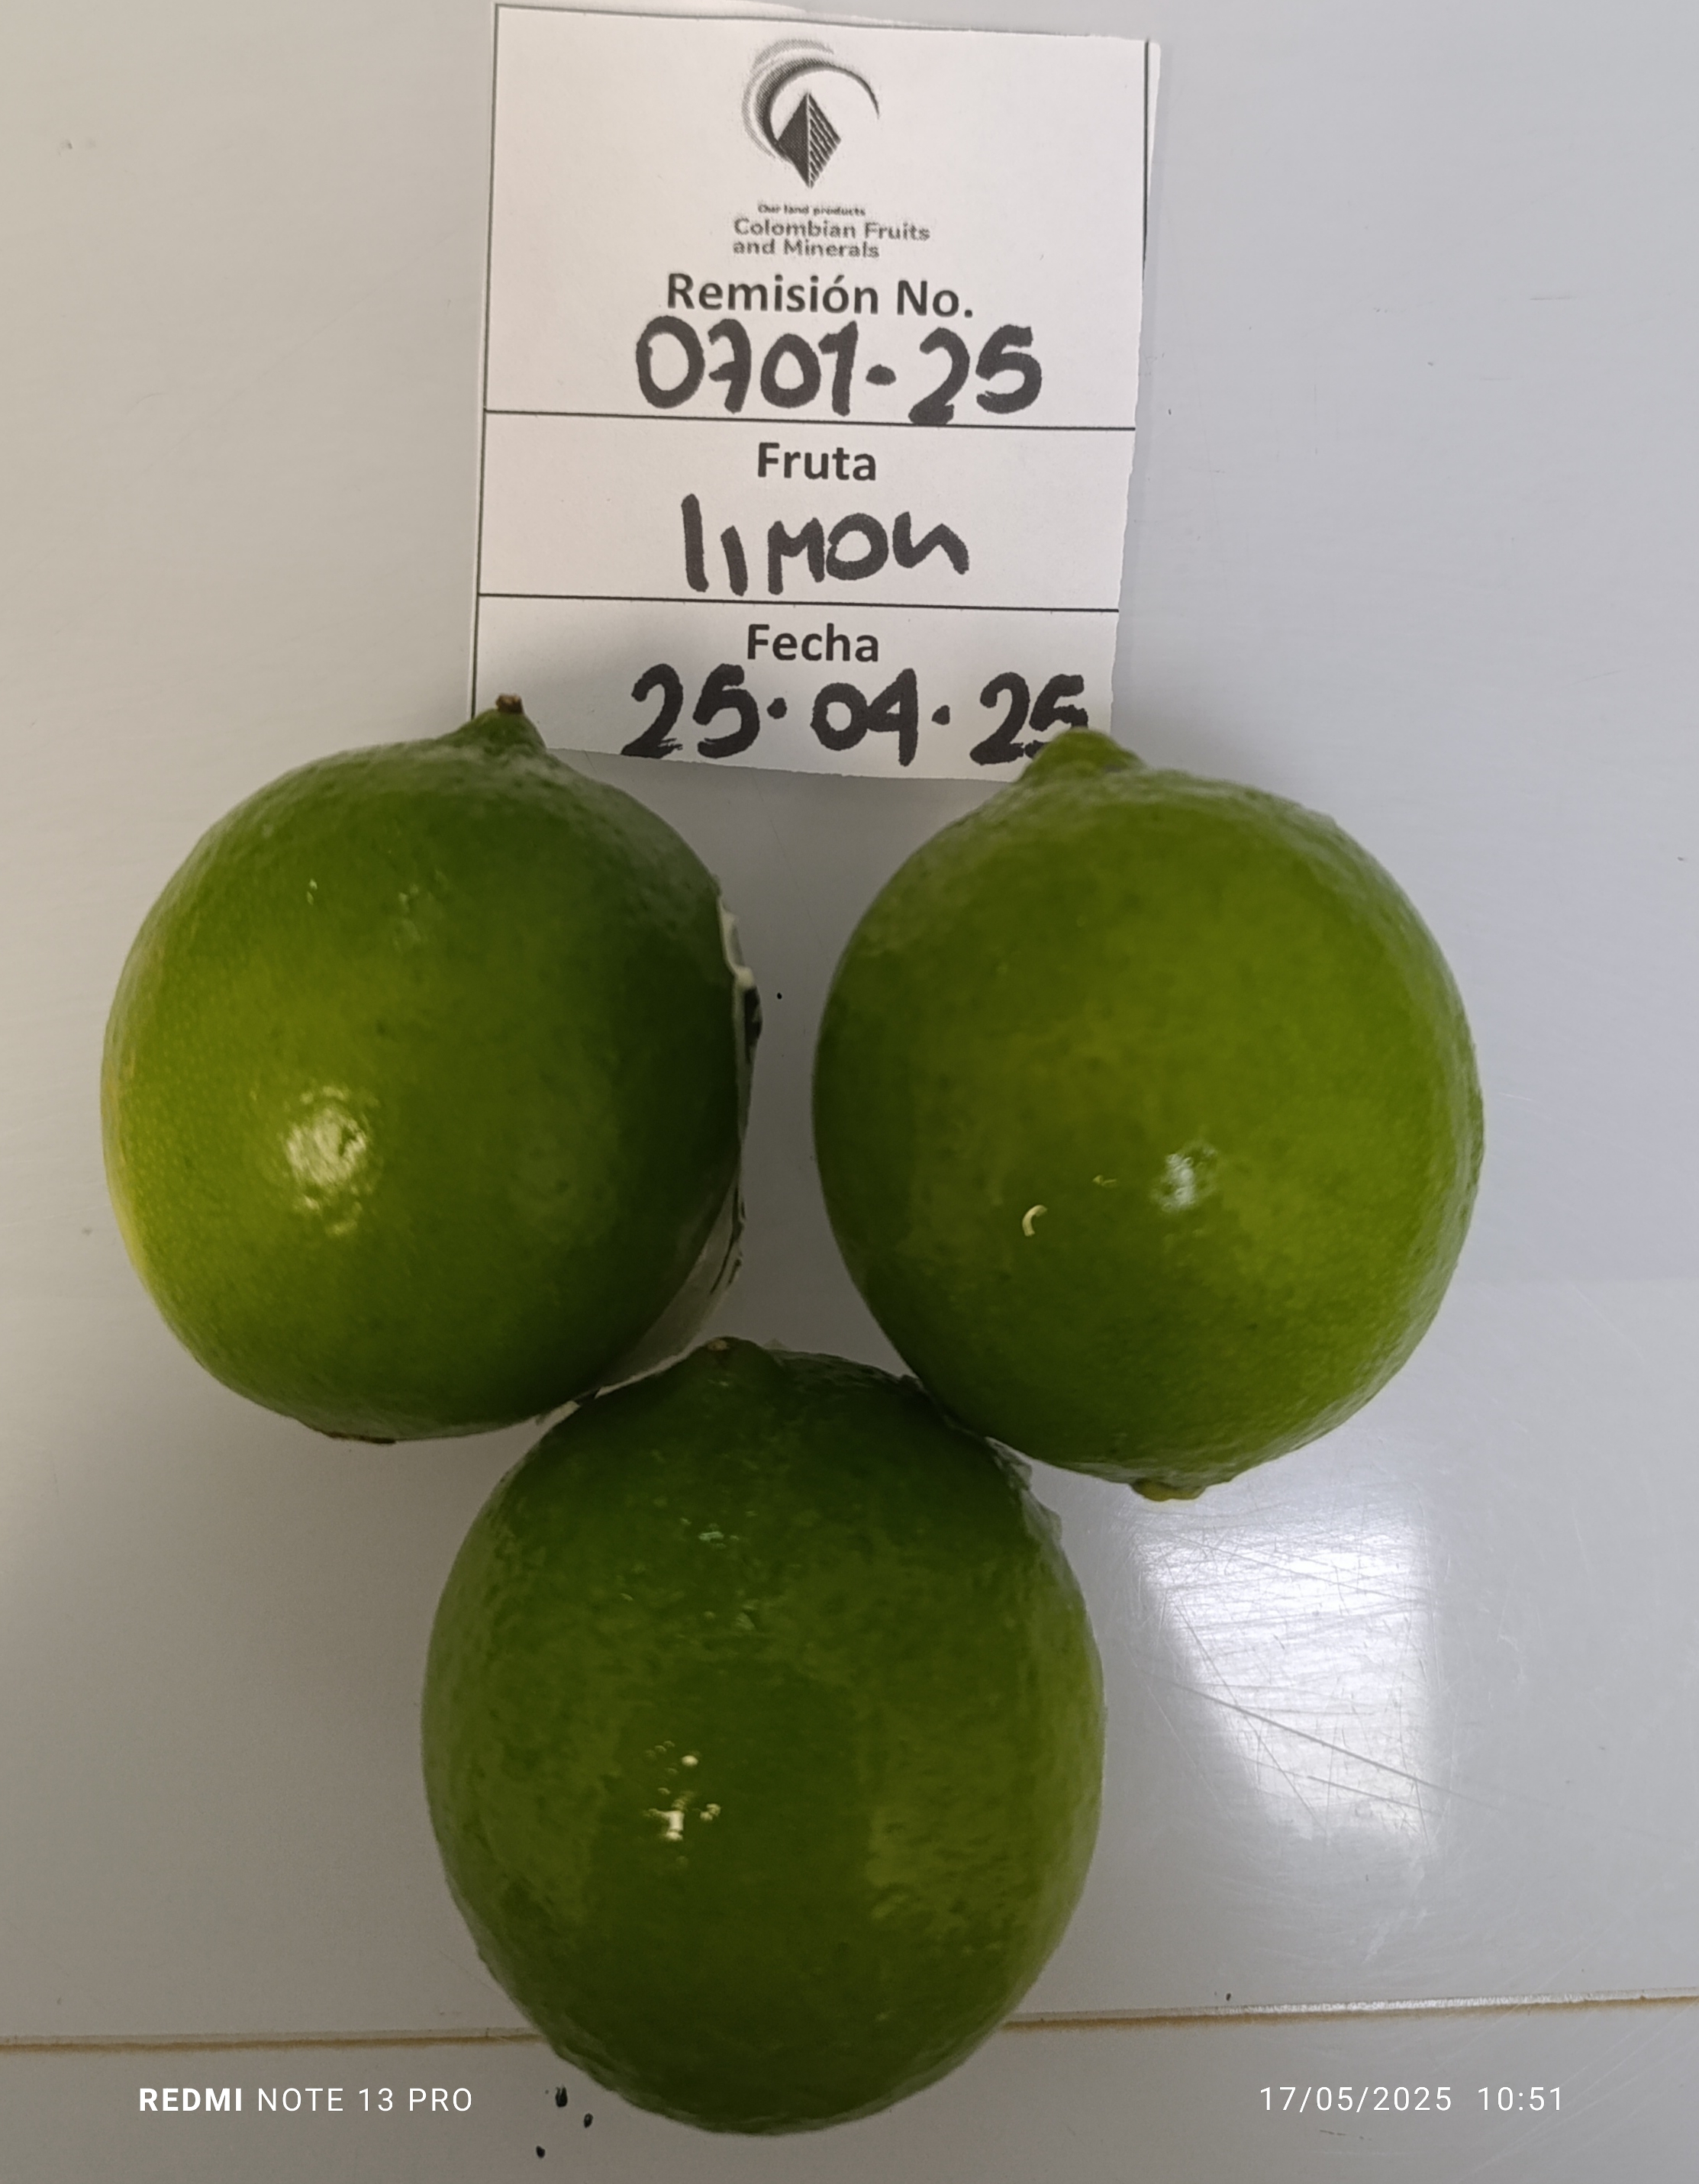 Our land products
Colombian Fruits
and Minerals
Remisión No.
0701-25
Fruta
limon
Fecha
25·04·25
REDMI NOTE 13 PRO
17/05/2025 10:51